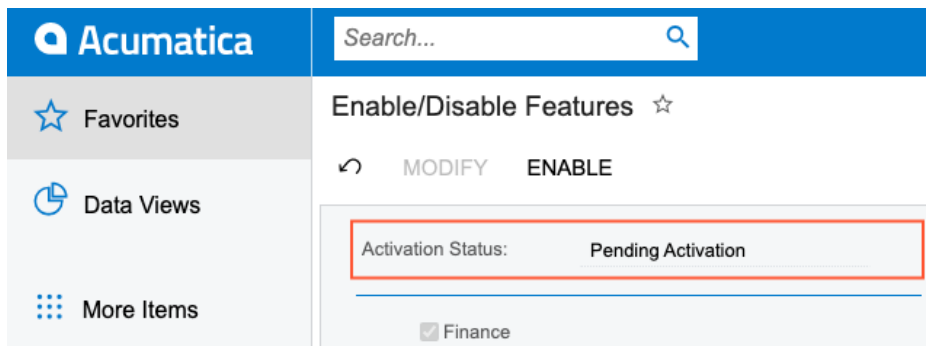 Acumatica
Search...
Favorites
Data Views
More Items
Enable/Disable Features
MODIFY ENABLE
Activation Status: Pending Activation
Finance